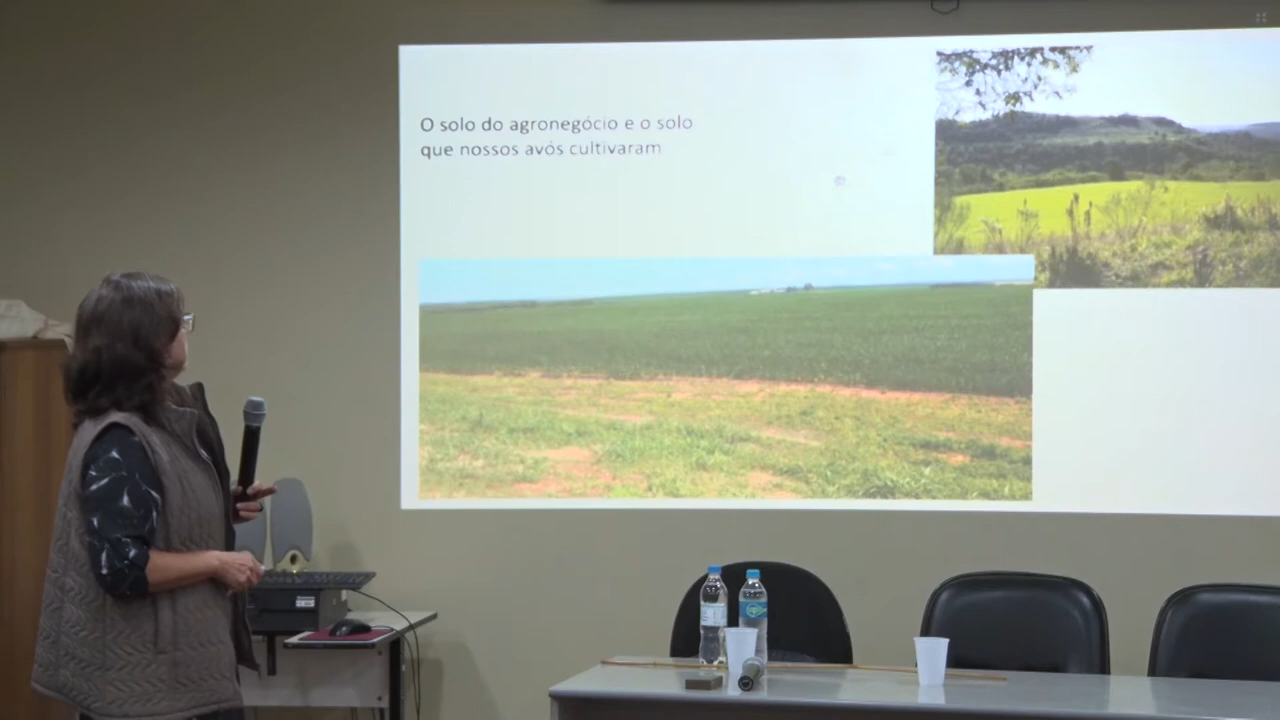 O solo do agronegócio e o solo
que nossos avós cultivaram